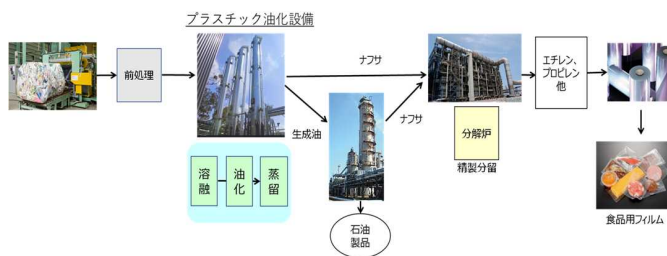 プラスチック油化設備
前処理
ナフサ
生成油
ナフサ
溶融
油化
蒸留
石油
製品
分解炉
精製分留
エチレン、
プロピレン
他
食品用フィルム